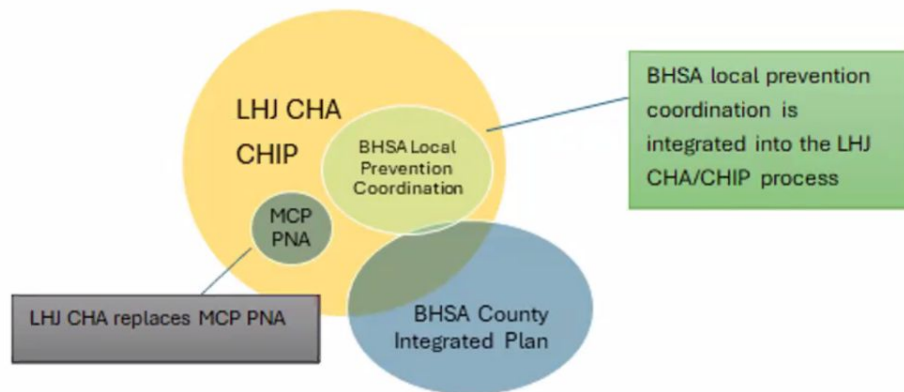 LHJ CHA
CHIP
BHSA Local
Prevention
Coordination
MCP
PNA
BHSA County
Integrated Plan
BHSA local prevention
coordination is
integrated into the LHJ
CHA/CHIP process
LHJ CHA replaces MCP PNA